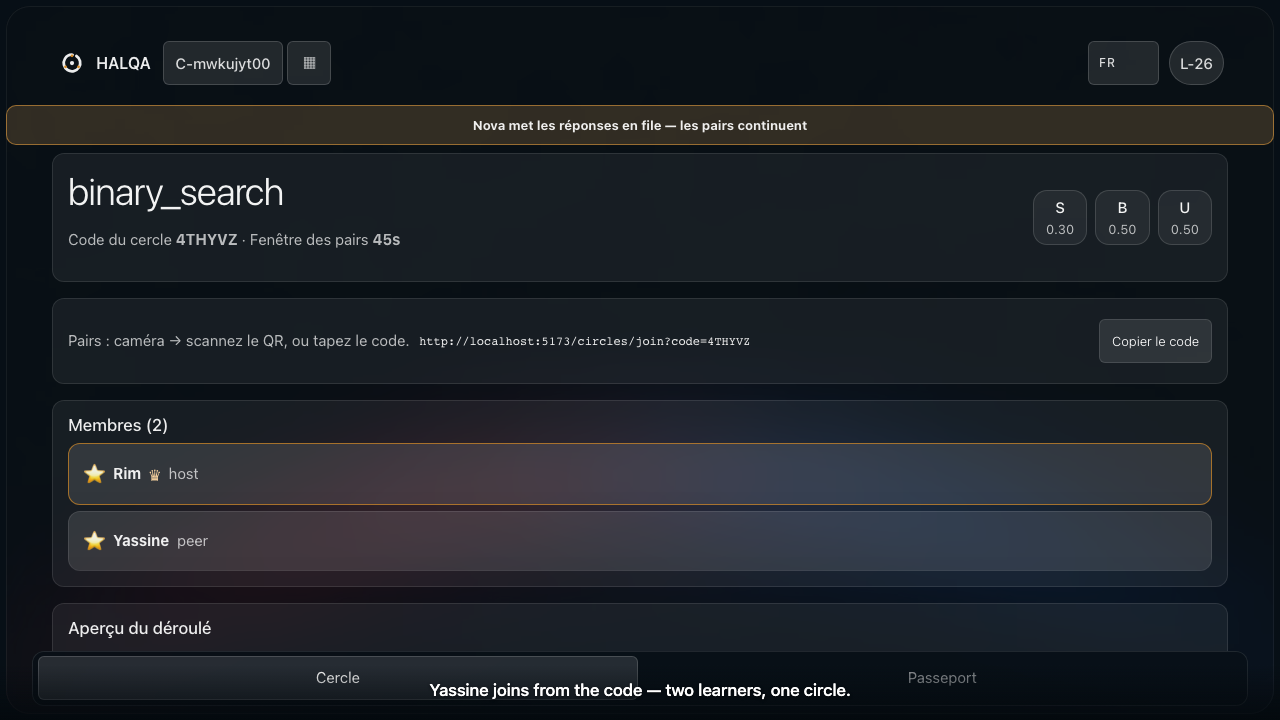 HALQA C-mwkujyt00 FR L-26
Nova met les réponses en file — les pairs continuent
binary_search
Code du cercle 4THYVZ · Fenêtre des pairs 45s
S B U
0.30 0.50 0.50
Pairs : caméra → scannez le QR, ou tapez le code. http://localhost:5173/circles/join?code=4THYVZ Copier le code
Membres (2)
Rim ♛ host
Yassine peer
Aperçu du déroulé
Cercle Passeport
Yassine joins from the code — two learners, one circle.